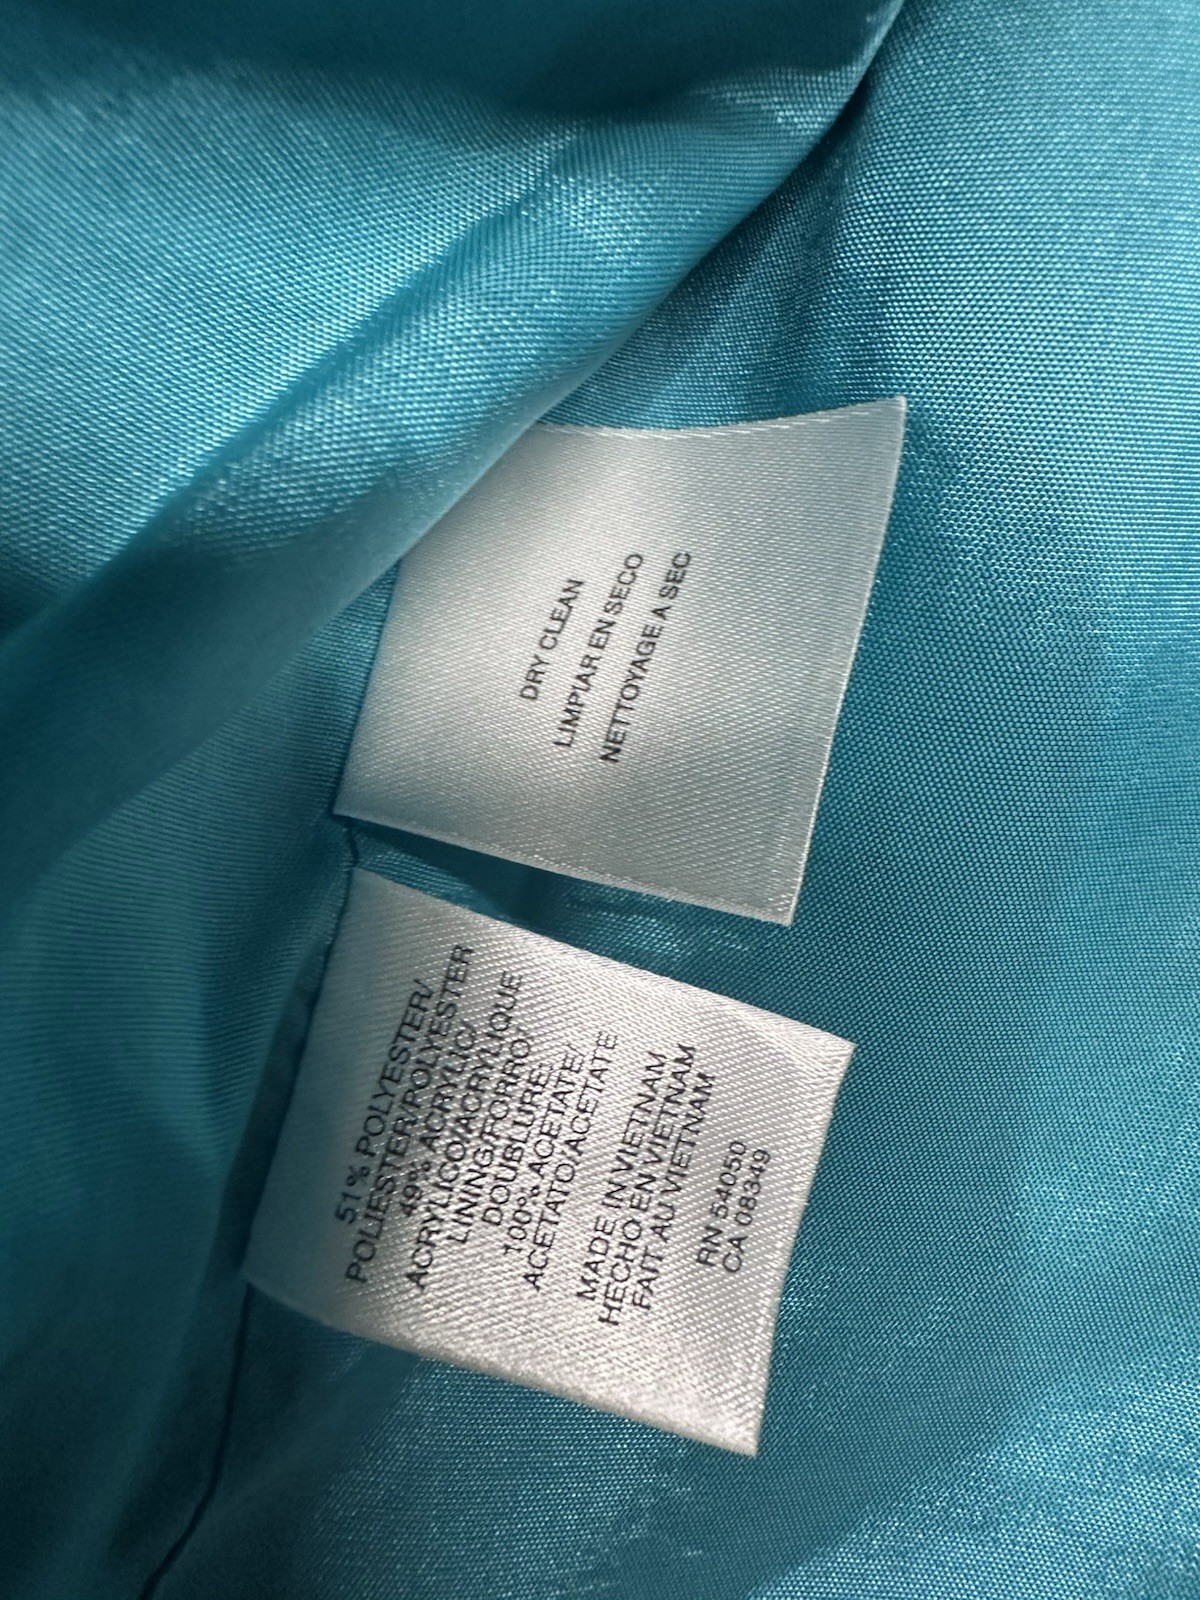 DRY CLEAN
LIMPIAR EN SECO
NETTOYAGE A SEC
51% POLYESTER/
POLIESTER/POLYESTER
49% ACRYLIC/
ACRYLICO/ACRYLIQUE
LINING/FORRO/
DOUBLURE:
100% ACETATE/
ACETATO/ACETATE
MADE IN VIETNAM
HECHO EN VIETNAM
FAIT AU VIETNAM
RN 54050
CA 08349